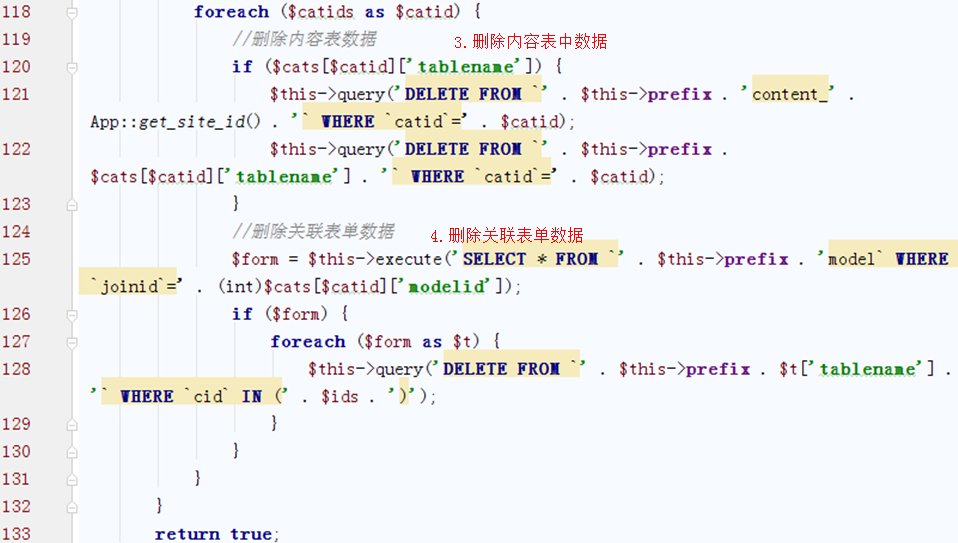 118 foreach ($catids as $catid) {
119 //删除内容表数据 3.删除内容表中数据
120 if ($cats[$catid]['tablename']) {
121 $this->query('DELETE FROM `' . $this->prefix . 'content_' .
App::get_site_id() . '` WHERE `catid`=' . $catid);
122 $this->query('DELETE FROM `' . $this->prefix .
$cats[$catid]['tablename'] . '` WHERE `catid`=' . $catid);
123 }
124 //删除关联表单数据 4.删除关联表单数据
125 $form = $this->execute('SELECT * FROM `' . $this->prefix . 'model` WHERE
`joinid`=' . (int)$cats[$catid]['modelid']);
126 if ($form) {
127 foreach ($form as $t) {
128 $this->query('DELETE FROM `' . $this->prefix . $t['tablename'] .
'` WHERE `cid` IN (' . $ids . ')');
129 }
130 }
131 }
132 }
133 return true;